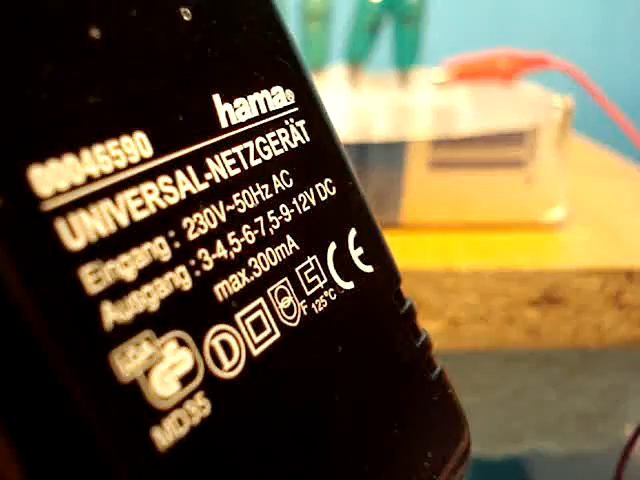 hama®
00046590
UNIVERSAL-NETZGERÄT
Eingang: 230V~50Hz AC
Ausgang: 3-4,5-6-7,5-9-12V DC
max.300mA
D F 125°C CE
MD35